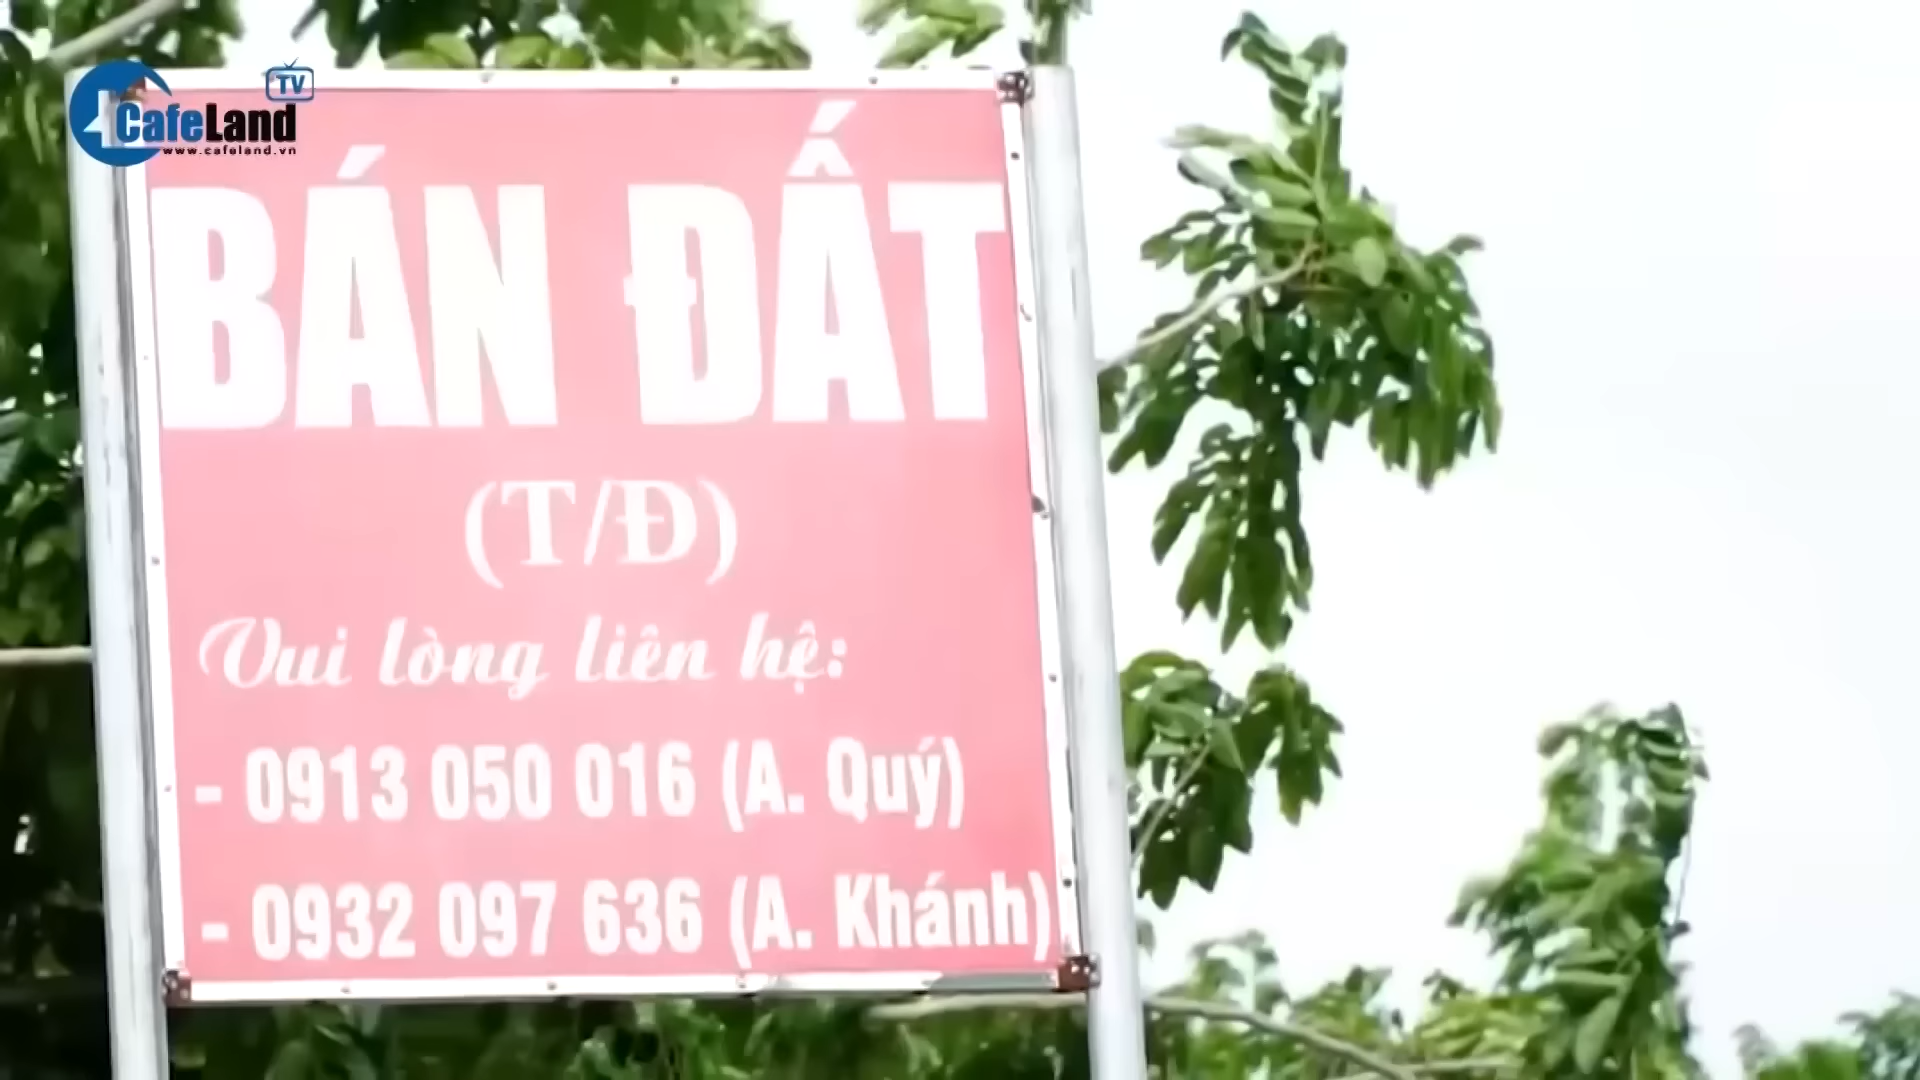 TV
CafeLand
www.cafeland.vn
BÁN ĐẤT
(T/Đ)
Vui lòng liên hệ:
- 0913 050 016 (A. Quý)
- 0932 097 636 (A. Khánh)